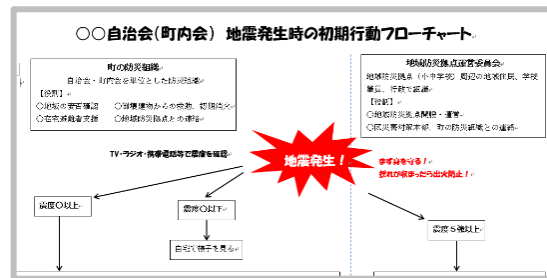 ○○自治会（町内会） 地震発生時の初期行動フローチャート
町の防災組織
自治会・町内会を単位とした防災組織
【役割】
○地域の安否確認 ○倒壊建物からの救助、初期消火
○在宅避難者支援 ○地域防災拠点との連絡
地域防災拠点運営委員会
地域防災拠点（小中学校）周辺の地域住民、学校
職員、行政で組織
【役割】
○地域防災拠点開設・運営
○区災害対策本部、町の防災組織との連絡
TV・ラジオ・携帯電話等で震度を確認
地震発生！
まず身を守る！
揺れが収まったら出火防止！
震度○以上
震度○以下
震度５強以上
自宅で様子を見る